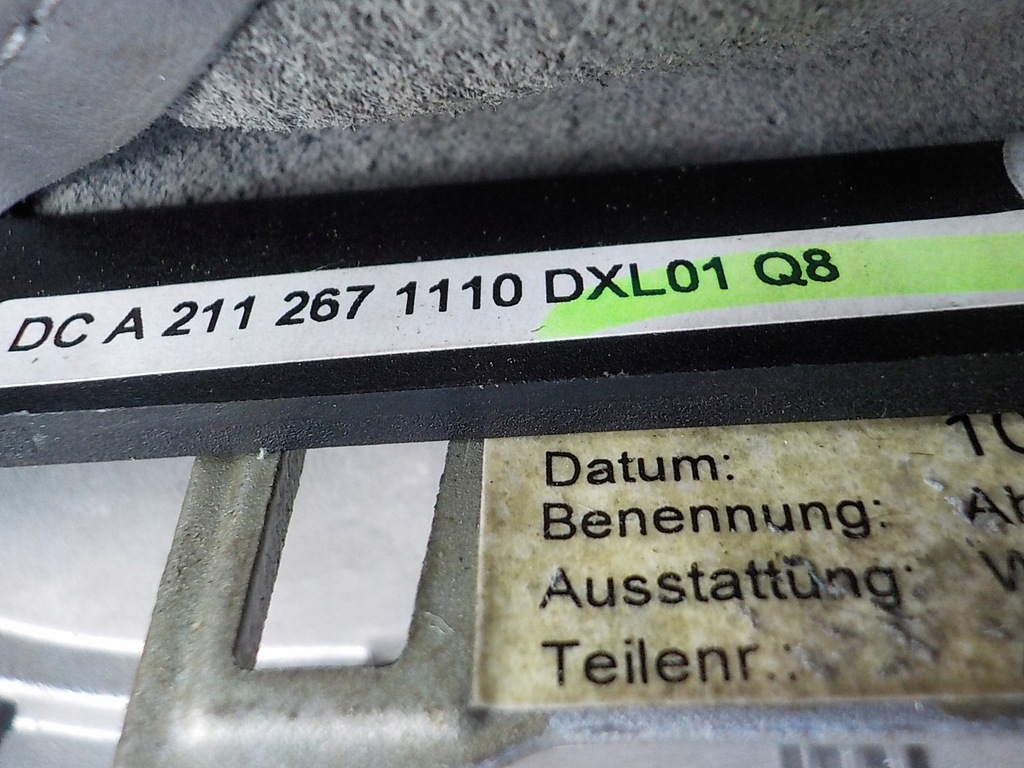 DC A 211 267 1110 DXL01 Q8
Datum:
Benennung:
Ausstattung:
Teilenr.: